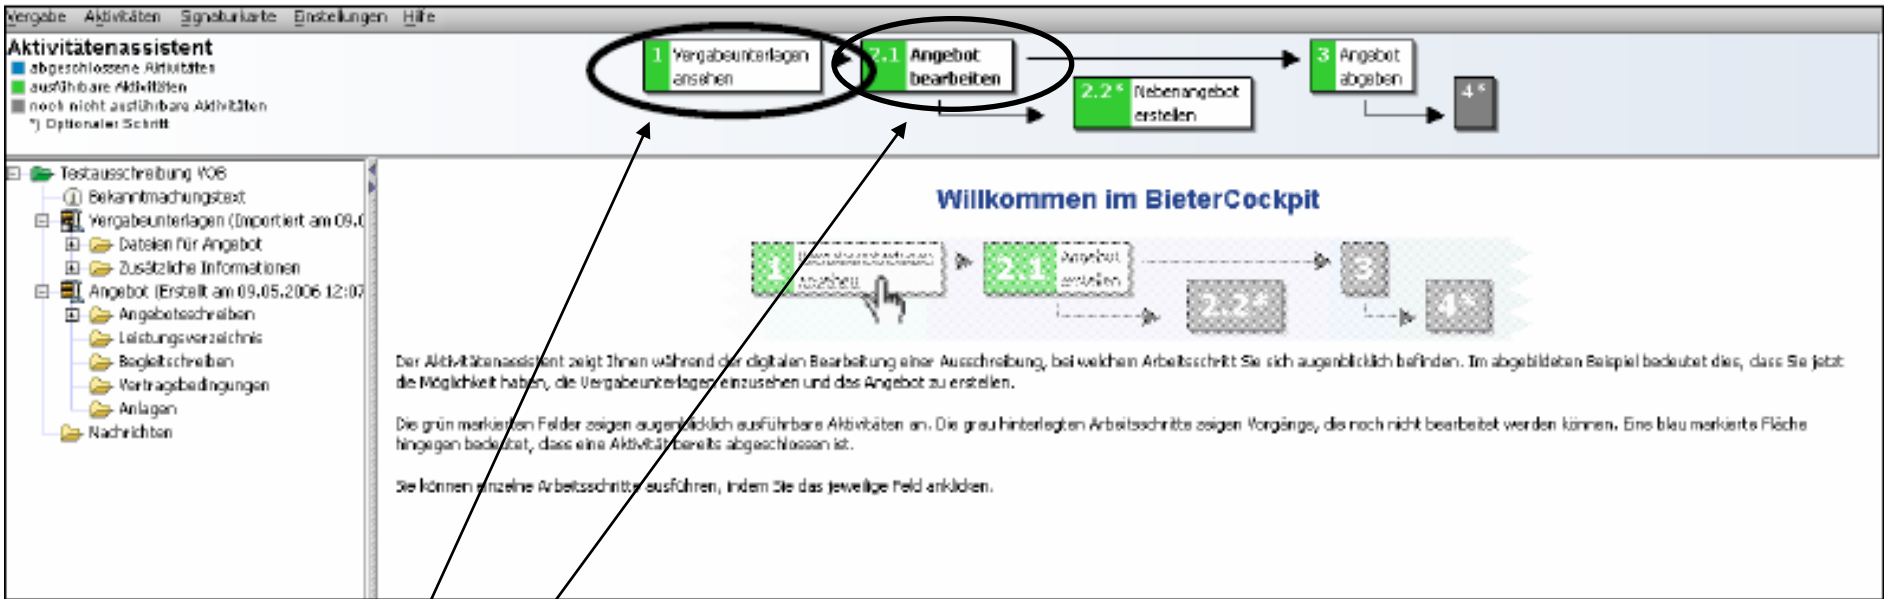 Vergabe Aktivitäten Signaturkarte Einstellungen Hilfe
Aktivitätenassistent
abgeschlossene Aktivitäten
ausführbare Aktivitäten
noch nicht ausführbare Aktivitäten
*) Optionaler Schritt
1 Vergabeunterlagen
ansehen
2.1 Angebot
bearbeiten
2.2* Nebenangebot
erstellen
3 Angebot
abgeben
4*
Testausschreibung VOB
Bekanntmachungstext
Vergabeunterlagen (Importiert am 09.0
Dateien für Angebot
Zusätzliche Informationen
Angebot (Erstellt am 09.05.2006 12:07
Angebotsschreiben
Leistungsverzeichnis
Begleitschreiben
Vertragsbedingungen
Anlagen
Nachrichten
Willkommen im BieterCockpit
1
ansehen
2.1 Angebot
erstellen
2.2*
3
4*
Der Aktivitätenassistent zeigt Ihnen während der digitalen Bearbeitung einer Ausschreibung, bei welchem Arbeitsschritt Sie sich augenblicklich befinden. Im abgebildeten Beispiel bedeutet dies, dass Sie jetzt
die Möglichkeit haben, die Vergabeunterlagen einzusehen und das Angebot zu erstellen.
Die grün markierten Felder zeigen augenblicklich ausführbare Aktivitäten an. Die grau hinterlegten Arbeitsschritte zeigen Vorgänge, die noch nicht bearbeitet werden können. Eine blau markierte Fläche
hingegen bedeutet, dass eine Aktivität bereits abgeschlossen ist.
Sie können einzelne Arbeitsschritte ausführen, indem Sie das jeweilige Feld anklicken.